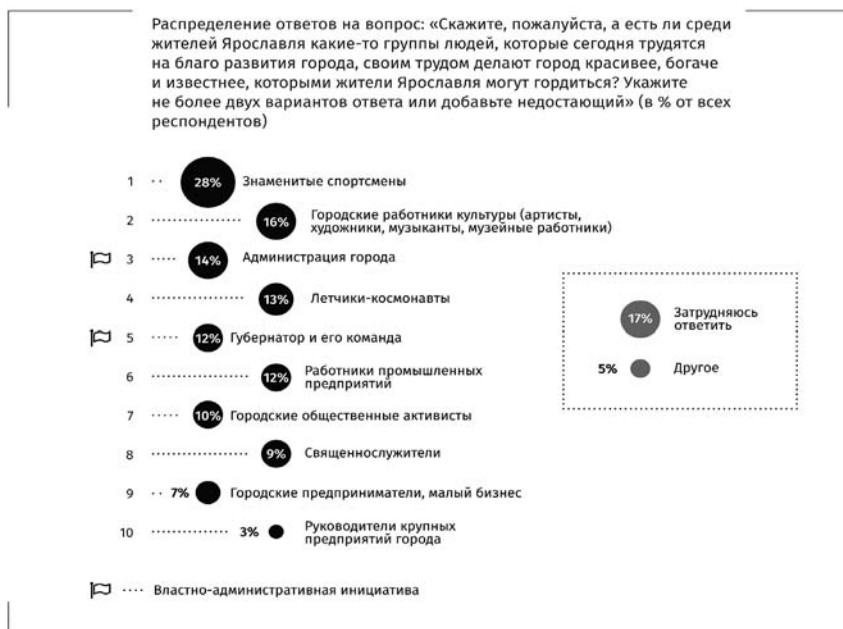 Распределение ответов на вопрос: «Скажите, пожалуйста, а есть ли среди
жителей Ярославля какие-то группы людей, которые сегодня трудятся
на благо развития города, своим трудом делают город красивее, богаче
и известнее, которыми жители Ярославля могут гордиться? Укажите
не более двух вариантов ответа или добавьте недостающий» (в % от всех
респондентов)
1 28% Знаменитые спортсмены
2 16% Городские работники культуры (артисты,
художники, музыканты, музейные работники)
3 14% Администрация города
4 13% Летчики-космонавты
5 12% Губернатор и его команда
6 12% Работники промышленных
предприятий
7 10% Городские общественные активисты
8 9% Священнослужители
9 7% Городские предприниматели, малый бизнес
10 3% Руководители крупных
предприятий города
17% Затрудняюсь
ответить
5% Другое
Властно-административная инициатива